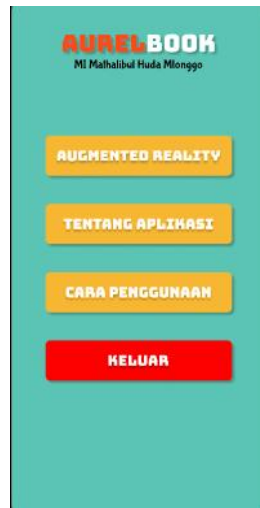 AURELBOOK
MI Mathalibul Huda Mlonggo
AUGMENTED REALITY
TENTANG APLIKASI
CARA PENGGUNAAN
KELUAR